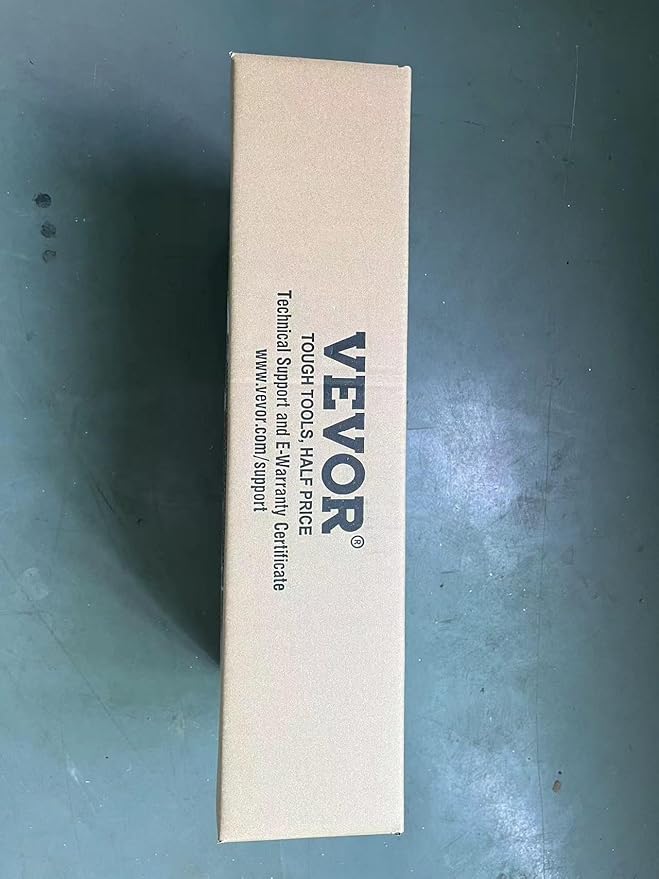 VEVOR®
TOUGH TOOLS, HALF PRICE
Technical Support and E-Warranty Certificate
www.vevor.com/support